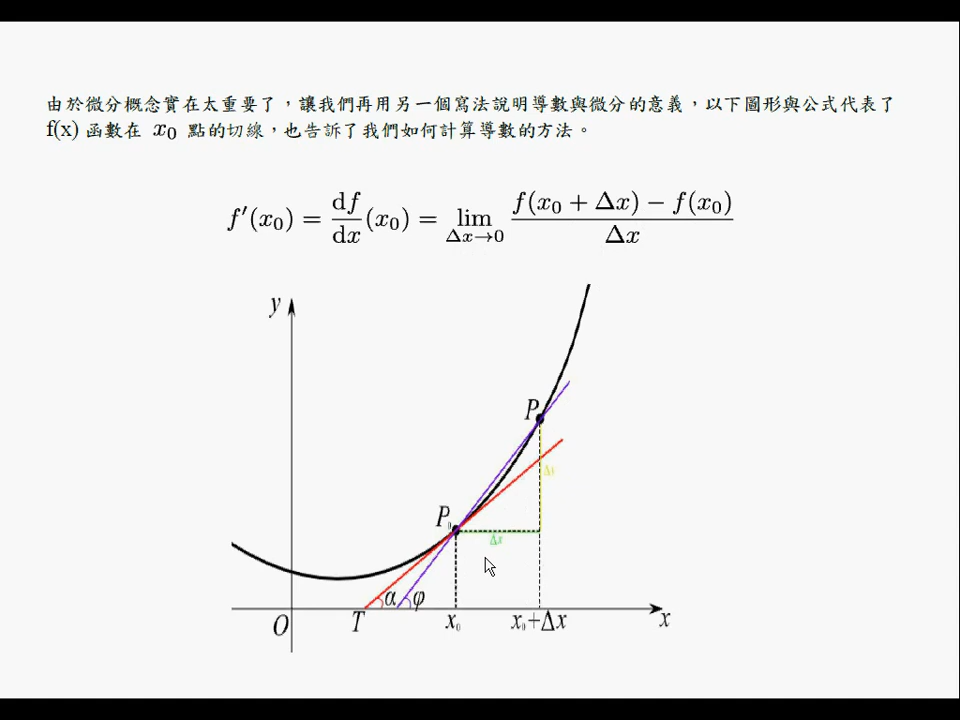 由於微分概念實在太重要了，讓我們再用另一個寫法說明導數與微分的意義，以下圖形與公式代表了
f(x) 函數在 x₀ 點的切線，也告訴了我們如何計算導數的方法。
f′(x₀) = df/dx (x₀) = lim Δx→0 (f(x₀ + Δx) − f(x₀))/Δx
y
P
P₀
Δx
α φ
O T x₀ x₀+Δx x